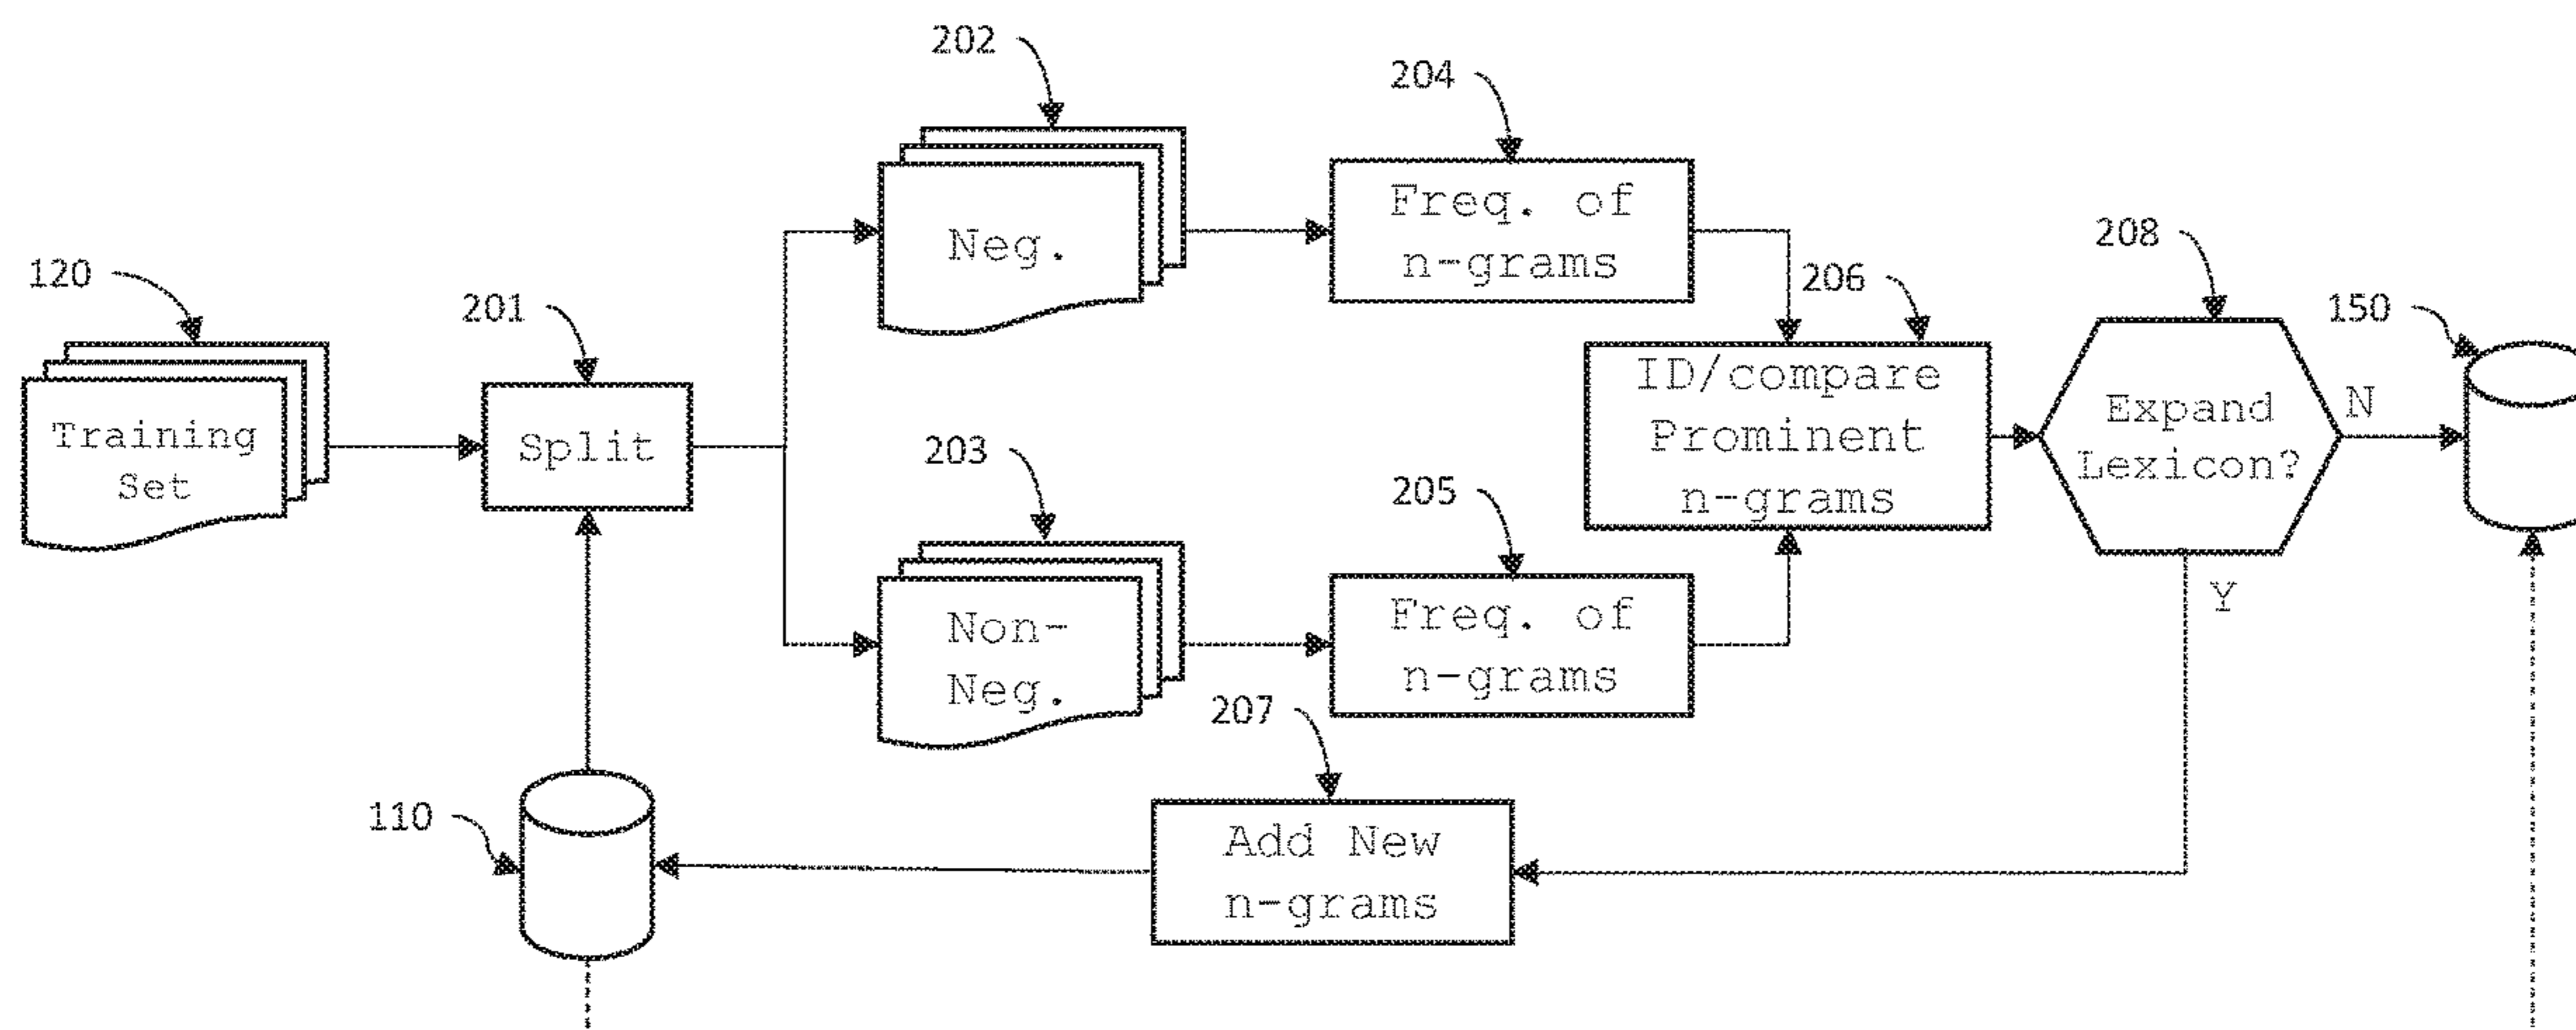 202
204
120
201
Neg.
Freq. of
n-grams
206
208
150
Training
Set
Split
203
205
ID/compare
Prominent
n-grams
Expand
Lexicon?
N
Y
Non-
Neg.
Freq. of
n-grams
207
110
Add New
n-grams